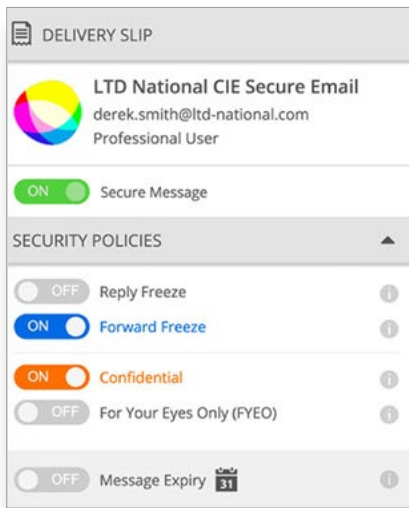 DELIVERY SLIP
LTD National CIE Secure Email
derek.smith@ltd-national.com
Professional User
ON Secure Message
SECURITY POLICIES
OFF Reply Freeze
ON Forward Freeze
ON Confidential
OFF For Your Eyes Only (FYEO)
OFF Message Expiry 31